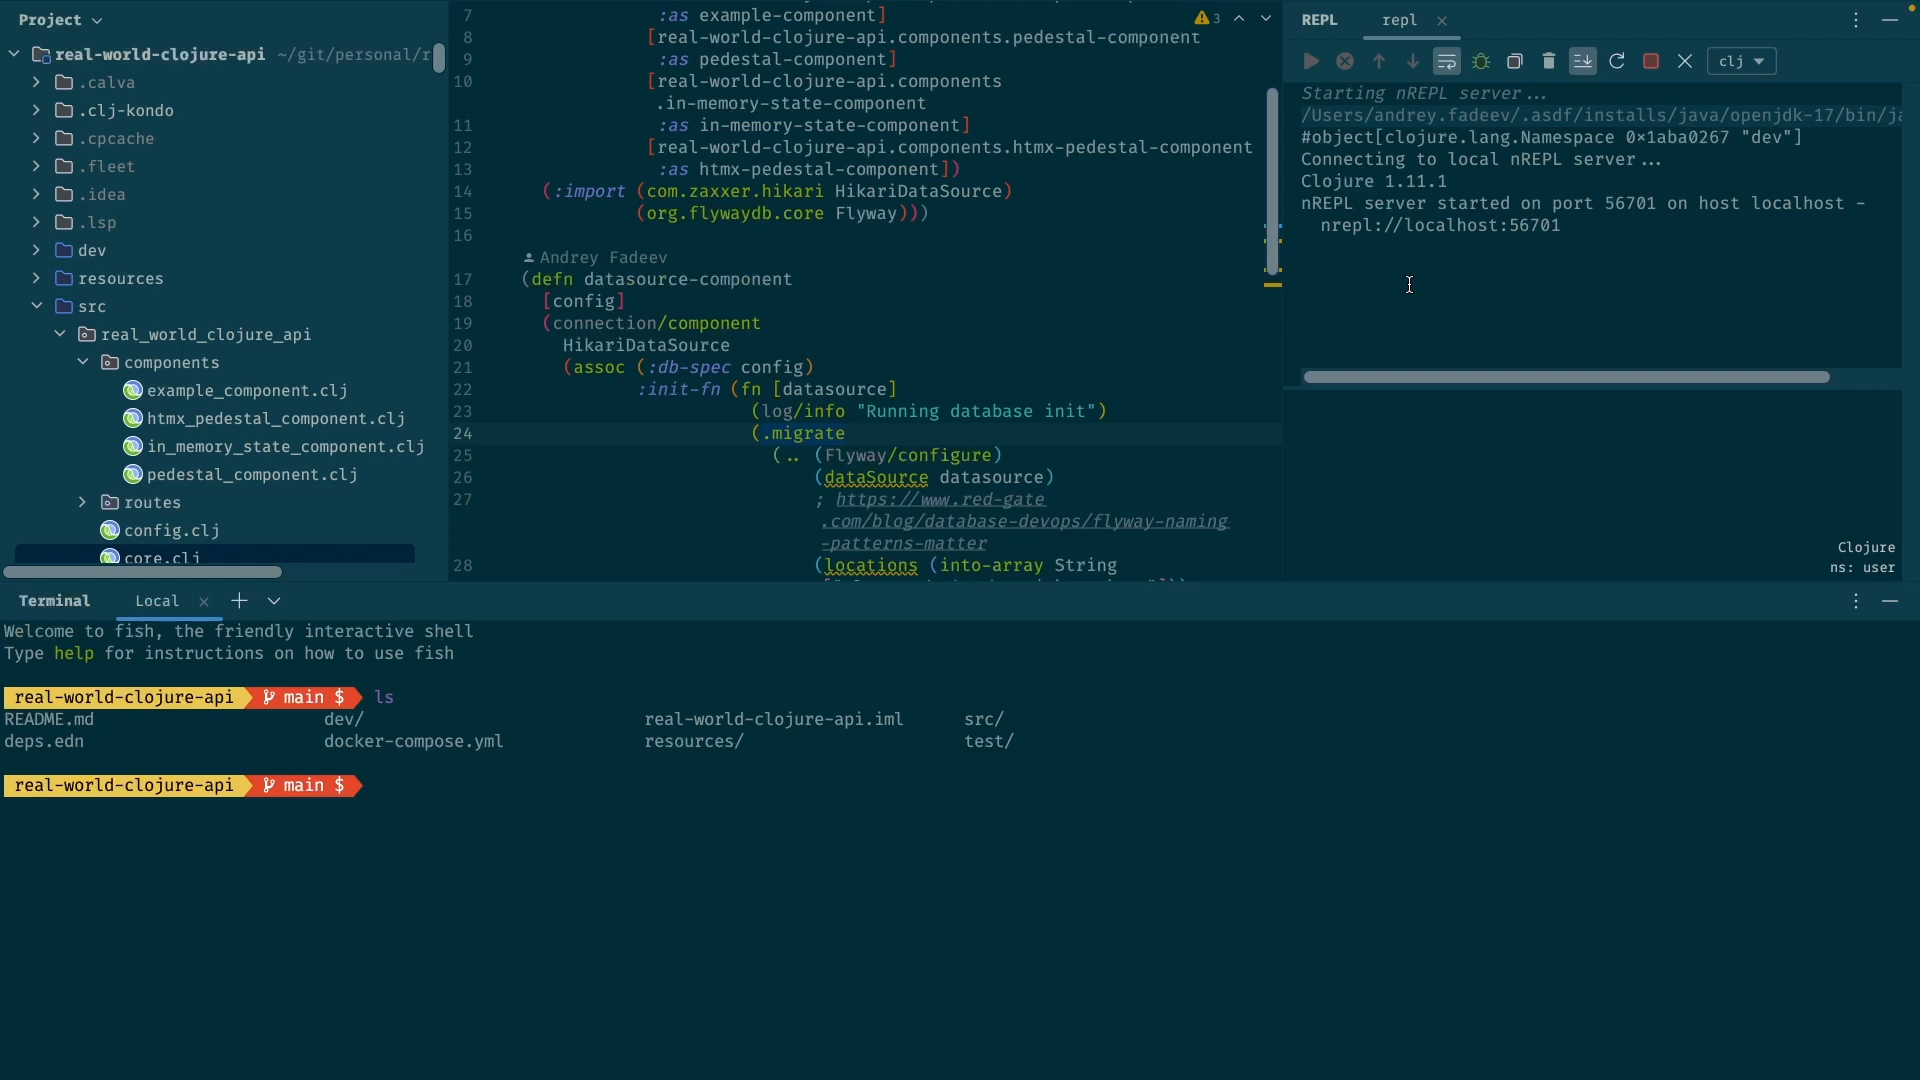 Project
real-world-clojure-api ~/git/personal/r
.calva
.clj-kondo
.cpcache
.fleet
.idea
.lsp
dev
resources
src
real_world_clojure_api
components
example_component.clj
htmx_pedestal_component.clj
in_memory_state_component.clj
pedestal_component.clj
routes
config.clj
core.clj
7 :as example-component]
8 [real-world-clojure-api.components.pedestal-component
9 :as pedestal-component]
10 [real-world-clojure-api.components
.in-memory-state-component
11 :as in-memory-state-component]
12 [real-world-clojure-api.components.htmx-pedestal-component
13 :as htmx-pedestal-component])
14 (:import (com.zaxxer.hikari HikariDataSource)
15 (org.flywaydb.core Flyway)))
16
Andrey Fadeev
17 (defn datasource-component
18 [config]
19 (connection/component
20 HikariDataSource
21 (assoc (:db-spec config)
22 :init-fn (fn [datasource]
23 (log/info "Running database init")
24 (.migrate
25 (.. (Flyway/configure)
26 (dataSource datasource)
27 ; https://www.red-gate
.com/blog/database-devops/flyway-naming
-patterns-matter
28 (locations (into-array String
3
REPL repl
clj
Starting nREPL server...
/Users/andrey.fadeev/.asdf/installs/java/openjdk-17/bin/ja
#object[clojure.lang.Namespace 0x1aba0267 "dev"]
Connecting to local nREPL server...
Clojure 1.11.1
nREPL server started on port 56701 on host localhost -
nrepl://localhost:56701
Clojure
ns: user
Terminal Local
Welcome to fish, the friendly interactive shell
Type help for instructions on how to use fish
real-world-clojure-api main $ ls
README.md dev/ real-world-clojure-api.iml src/
deps.edn docker-compose.yml resources/ test/
real-world-clojure-api main $